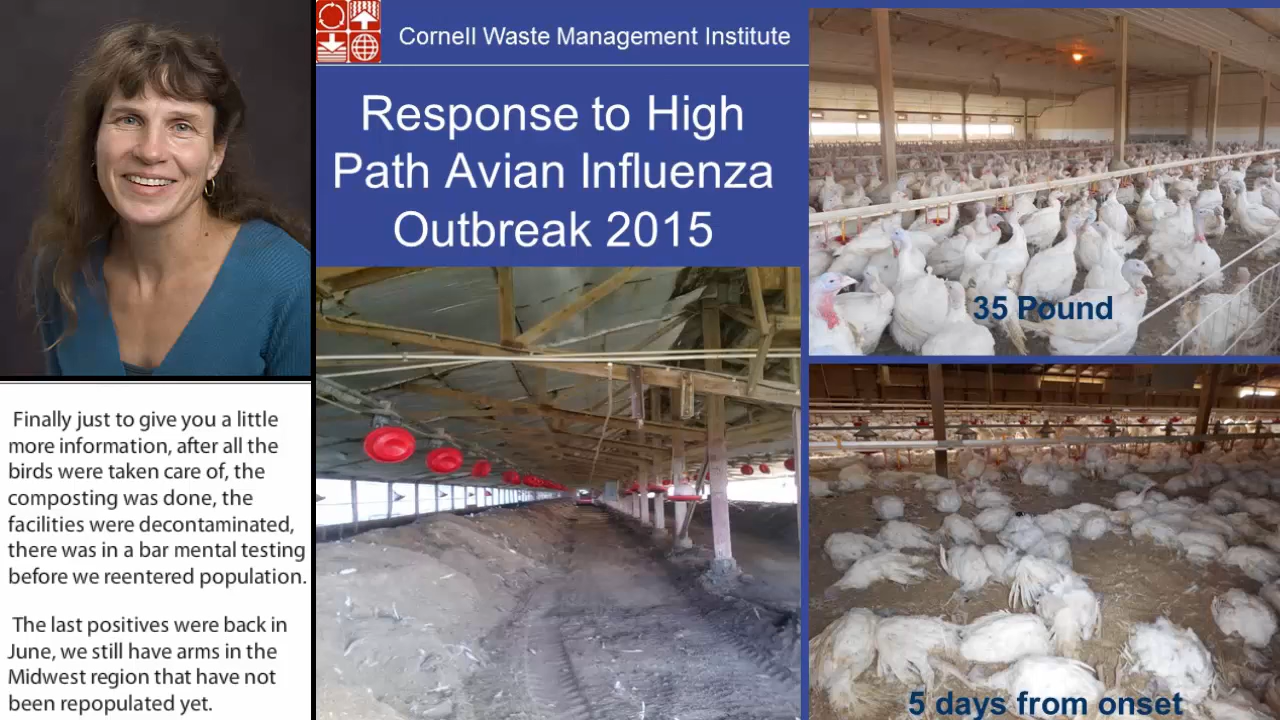 Cornell Waste Management Institute
Response to High
Path Avian Influenza
Outbreak 2015
35 Pound
5 days from onset
Finally just to give you a little
more information, after all the
birds were taken care of, the
composting was done, the
facilities were decontaminated,
there was in a bar mental testing
before we reentered population.
The last positives were back in
June, we still have arms in the
Midwest region that have not
been repopulated yet.